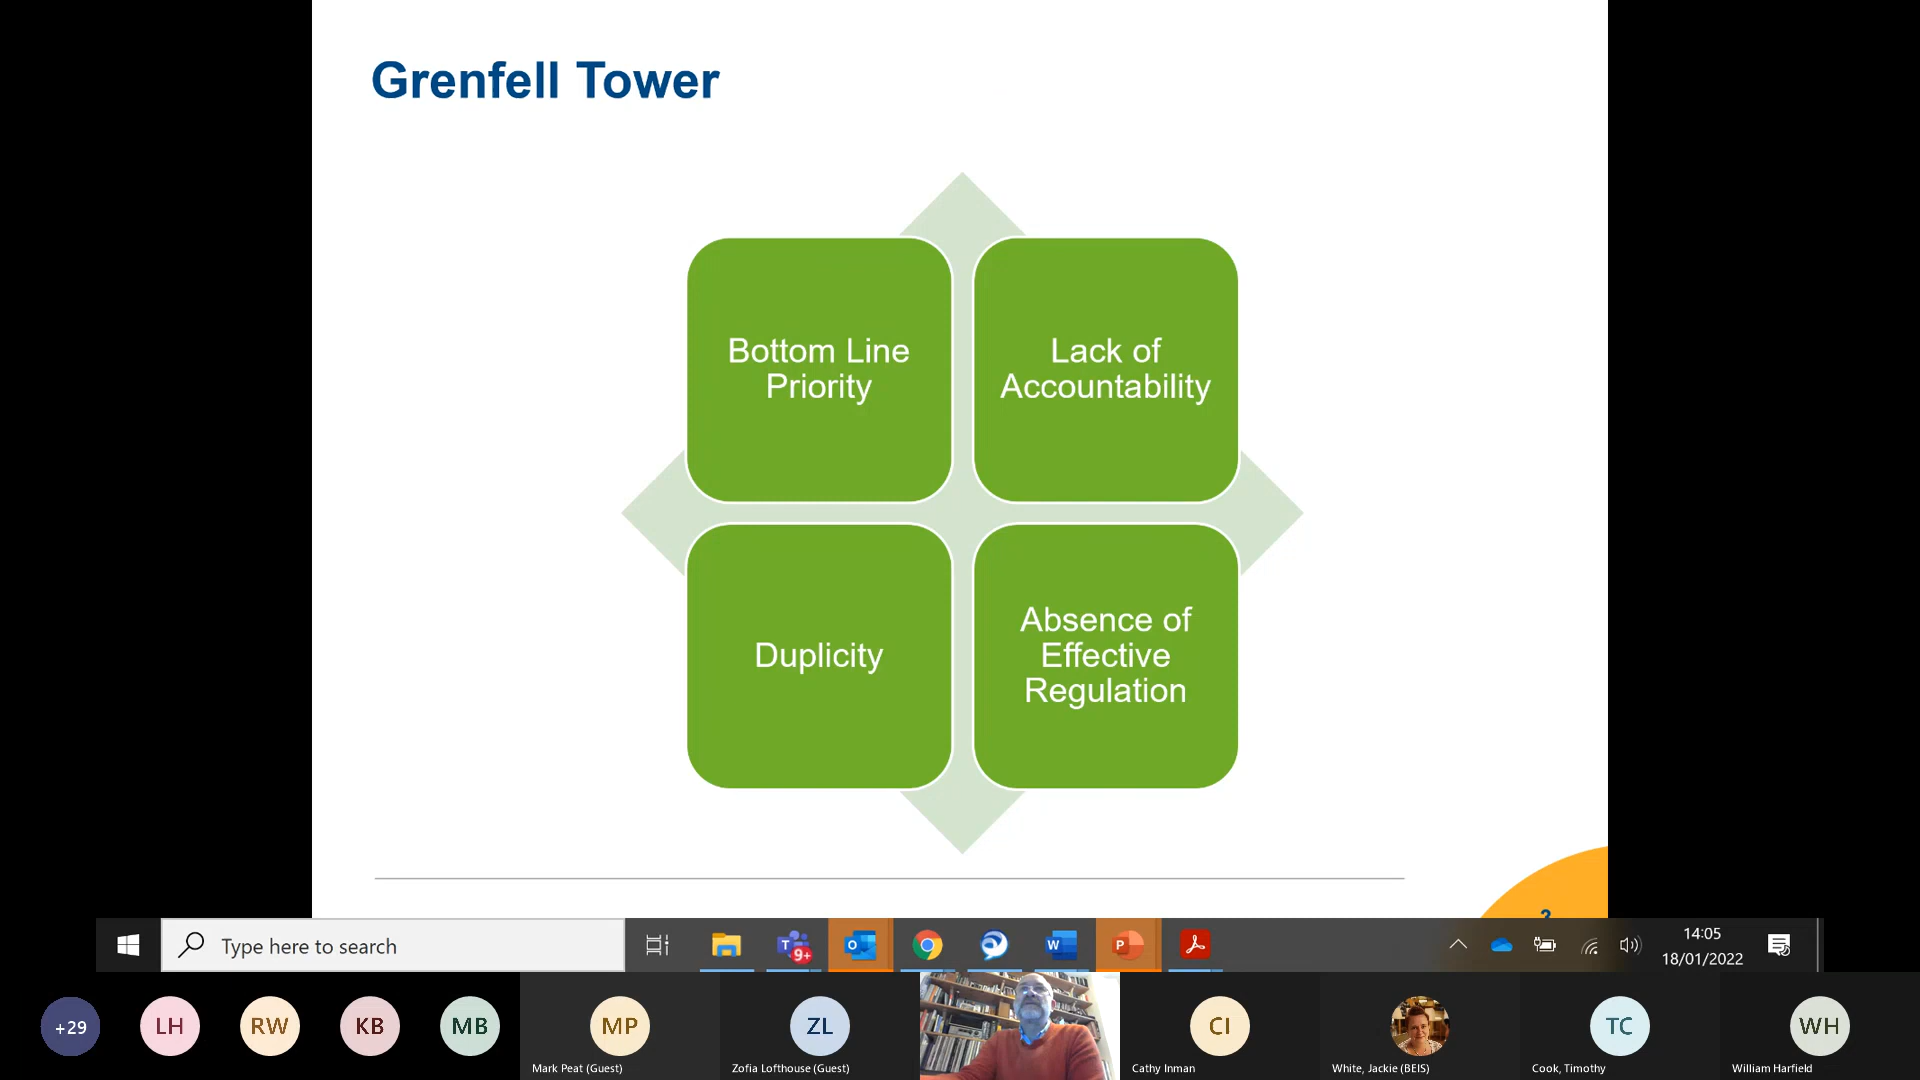 Grenfell Tower
Bottom Line
Priority
Lack of
Accountability
Duplicity
Absence of
Effective
Regulation
Type here to search
T
9+
O
W
P
14:05
18/01/2022
+29
LH
RW
KB
MB
MP
ZL
CI
TC
WH
Mark Peat (Guest)
Zofia Lofthouse (Guest)
Cathy Inman
White, Jackie (BEIS)
Cook, Timothy
William Harfield